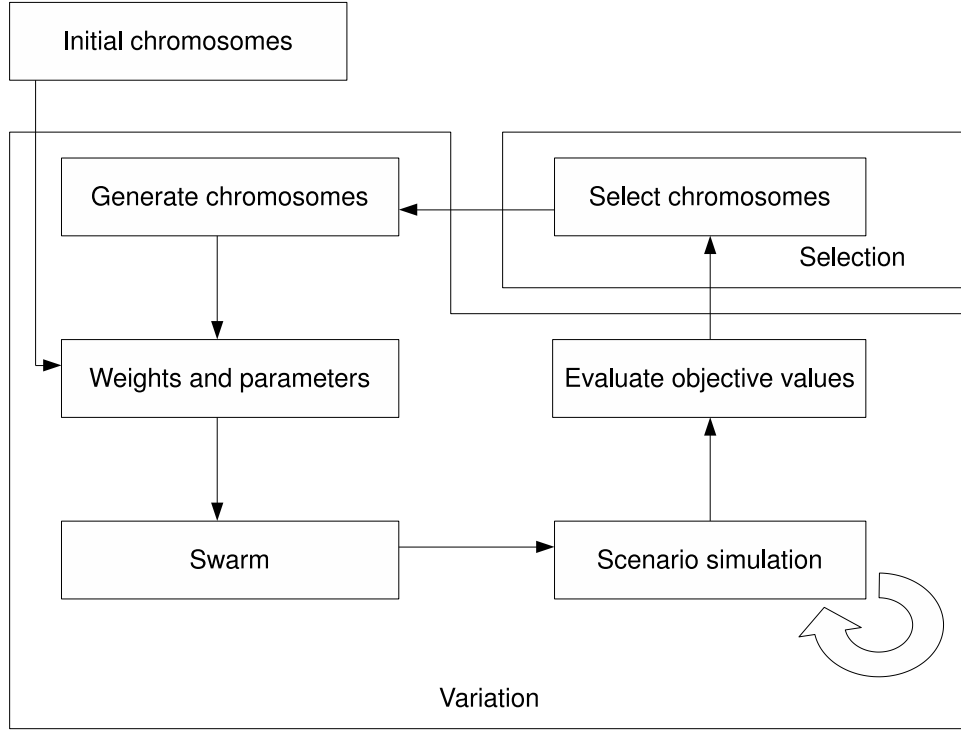 Initial chromosomes
Generate chromosomes
Select chromosomes
Selection
Weights and parameters
Evaluate objective values
Swarm
Scenario simulation
Variation